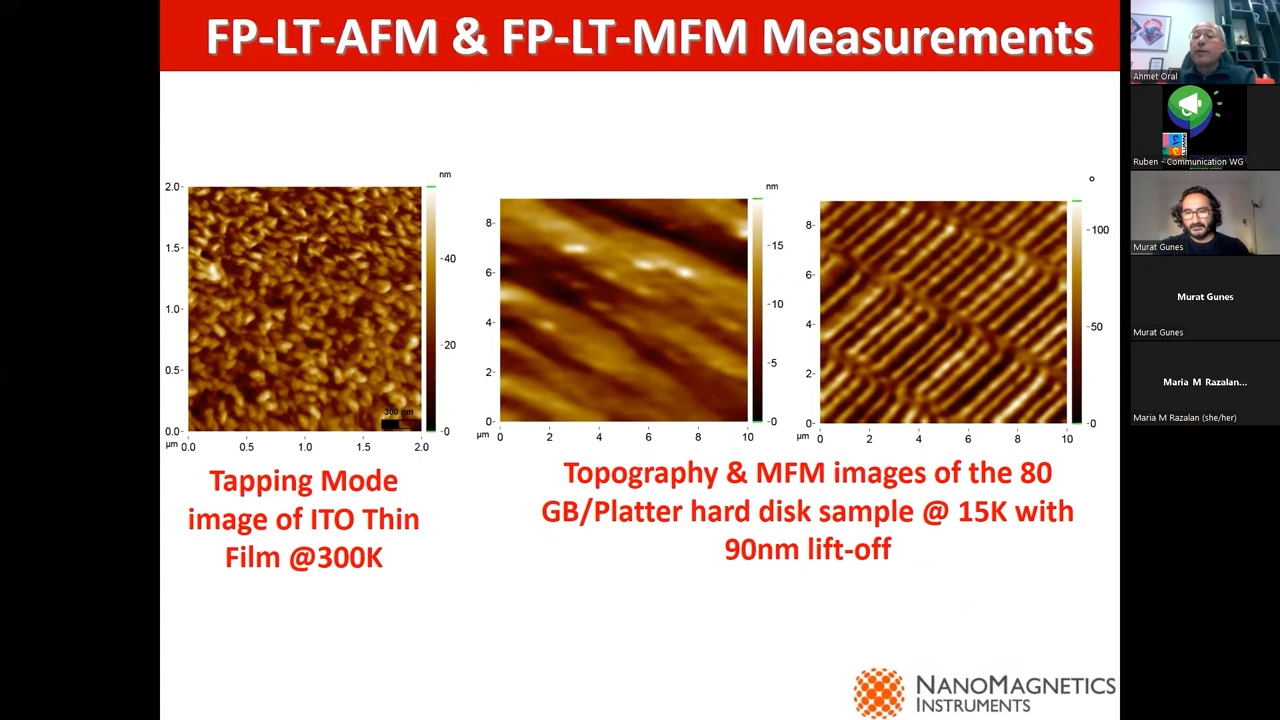 FP-LT-AFM & FP-LT-MFM Measurements
nm
2.0
1.5
1.0
0.5
0.0
µm
0.0
0.5
1.0
1.5
2.0
40
20
0
300 nm
nm
8
6
4
2
0
µm
0
2
4
6
8
10
15
10
5
0
°
8
6
4
2
0
µm
0
2
4
6
8
10
100
50
0
Tapping Mode
image of ITO Thin
Film @300K
Topography & MFM images of the 80
GB/Platter hard disk sample @ 15K with
90nm lift-off
NANOMAGNETICS
INSTRUMENTS
Ahmet Oral
Ruben - Communication WG
Murat Gunes
Murat Gunes
Murat Gunes
Maria M Razalan...
Maria M Razalan (she/her)